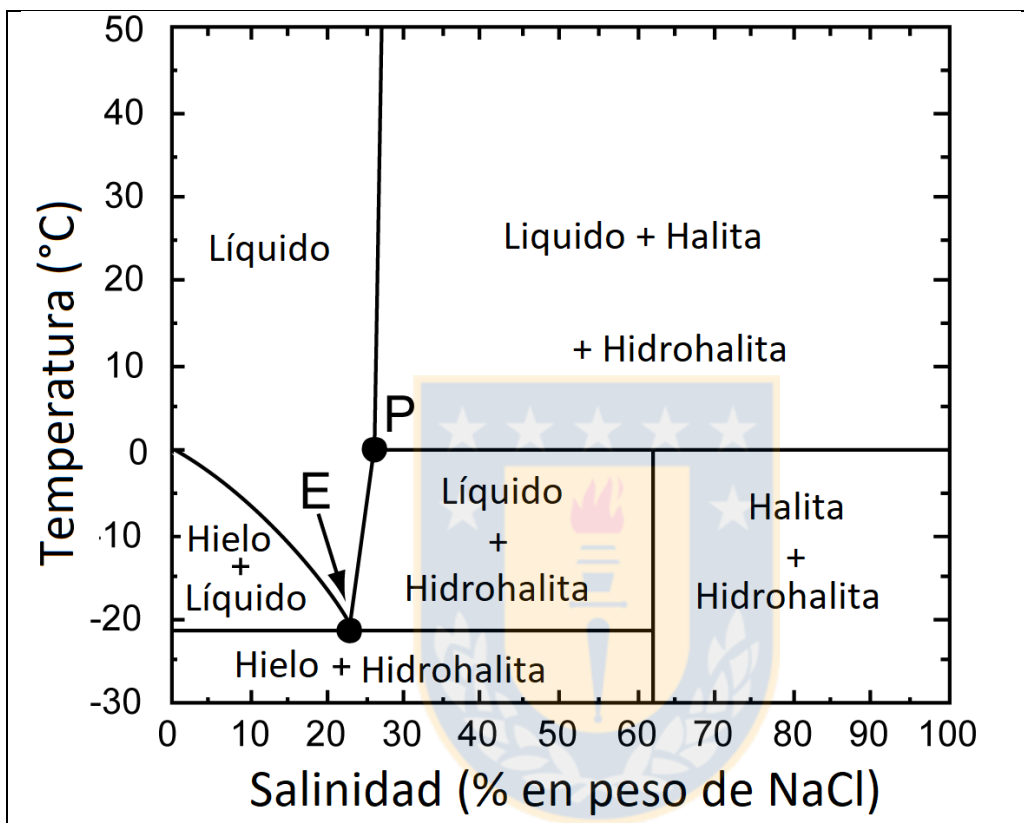 50
40
30
20
10
0
-10
-20
-30
Temperatura (°C)
Líquido
Liquido + Halita
+ Hidrohalita
P
E
Líquido
+
Hidrohalita
Halita
+
Hidrohalita
Hielo
+
Líquido
Hielo + Hidrohalita
0 10 20 30 40 50 60 70 80 90 100
Salinidad (% en peso de NaCl)